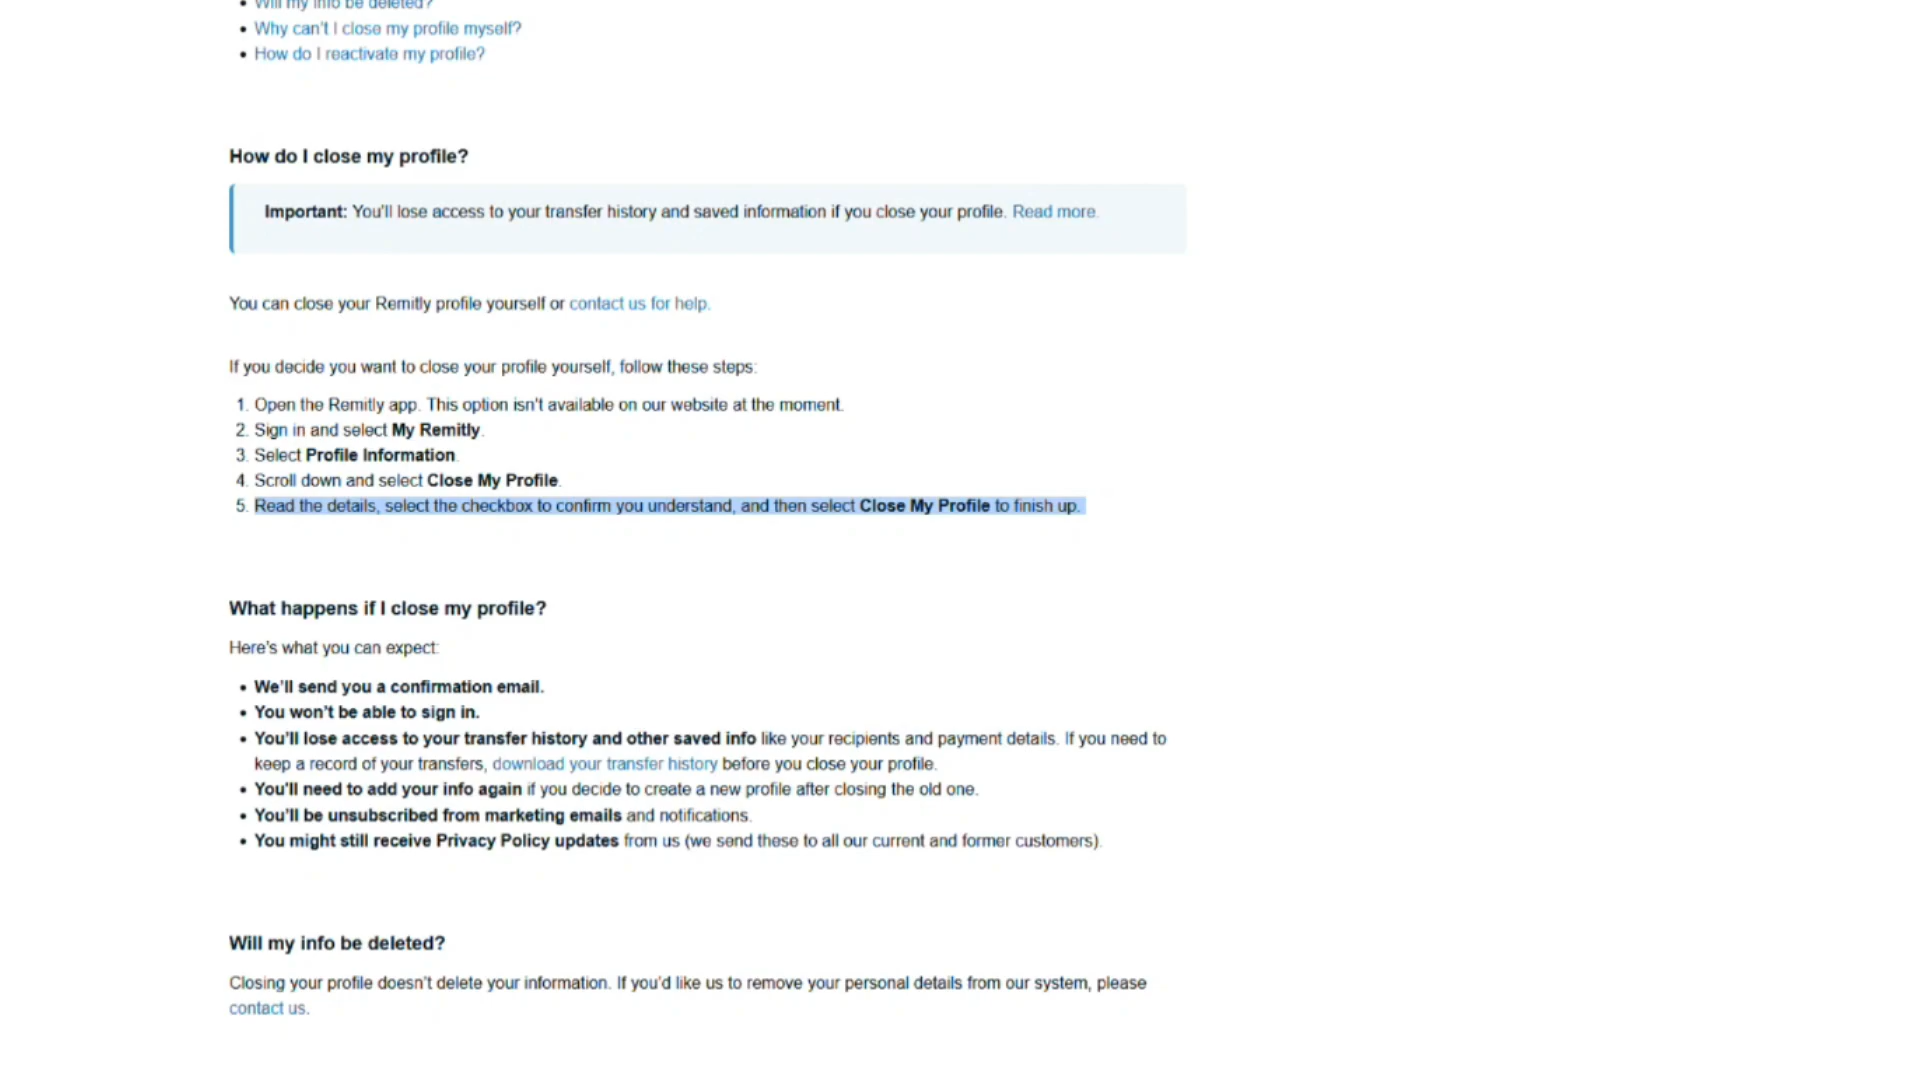 • Will my info be deleted?
• Why can't I close my profile myself?
• How do I reactivate my profile?
How do I close my profile?
Important: You'll lose access to your transfer history and saved information if you close your profile. Read more.
You can close your Remitly profile yourself or contact us for help.
If you decide you want to close your profile yourself, follow these steps:
1. Open the Remitly app. This option isn't available on our website at the moment.
2. Sign in and select My Remitly.
3. Select Profile Information.
4. Scroll down and select Close My Profile.
5. Read the details, select the checkbox to confirm you understand, and then select Close My Profile to finish up.
What happens if I close my profile?
Here's what you can expect:
• We'll send you a confirmation email.
• You won't be able to sign in.
• You'll lose access to your transfer history and other saved info like your recipients and payment details. If you need to
keep a record of your transfers, download your transfer history before you close your profile.
• You'll need to add your info again if you decide to create a new profile after closing the old one.
• You'll be unsubscribed from marketing emails and notifications.
• You might still receive Privacy Policy updates from us (we send these to all our current and former customers).
Will my info be deleted?
Closing your profile doesn't delete your information. If you'd like us to remove your personal details from our system, please
contact us.